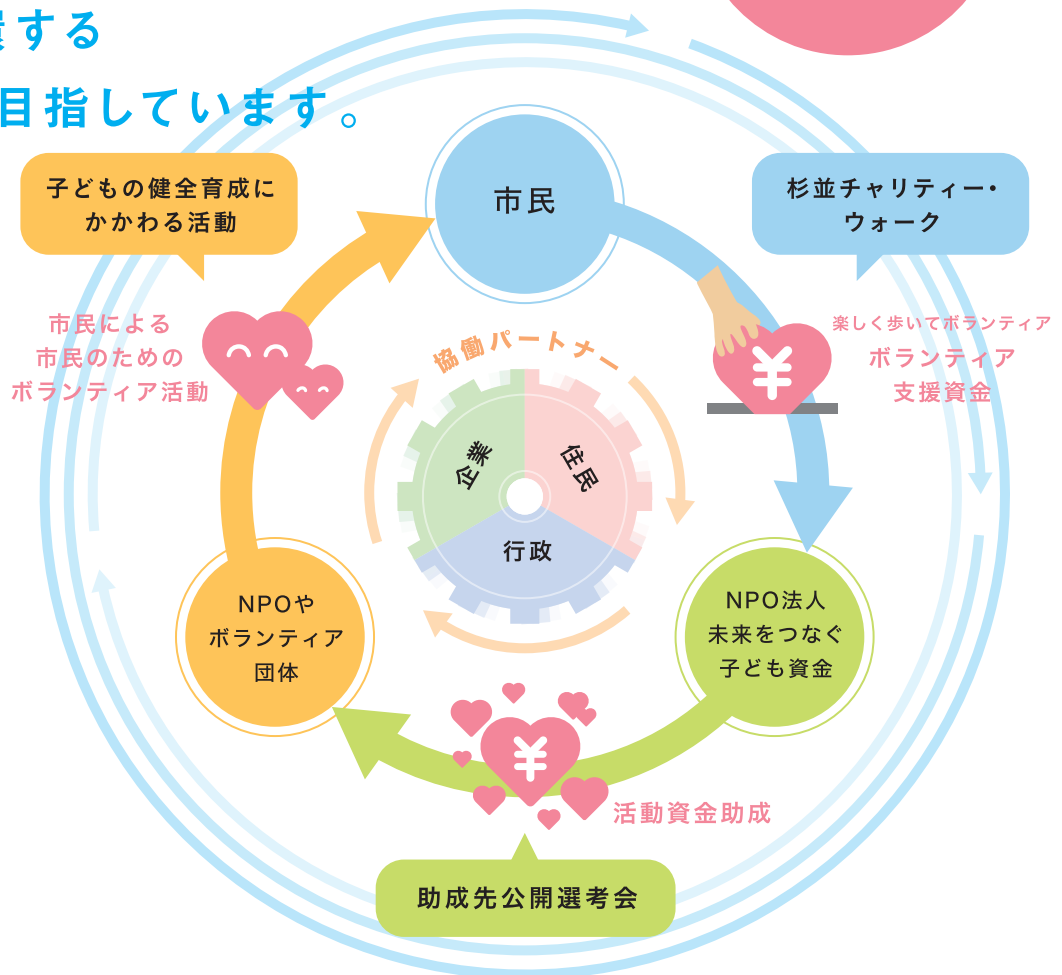 環する
目指しています。
市民
子どもの健全育成に
かかわる活動
杉並チャリティー・
ウォーク
市民による
市民のための
ボランティア活動
楽しく歩いてボランティア
ボランティア
支援資金
協働パートナー
企業
住民
行政
NPOや
ボランティア
団体
NPO法人
未来をつなぐ
子ども資金
活動資金助成
助成先公開選考会